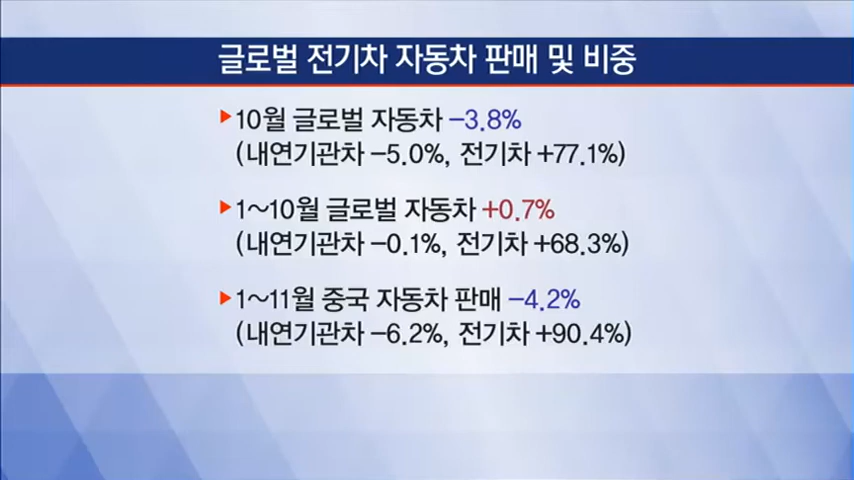 글로벌 전기차 자동차 판매 및 비중
▶10월 글로벌 자동차 -3.8%
(내연기관차 -5.0%, 전기차 +77.1%)
▶1~10월 글로벌 자동차 +0.7%
(내연기관차 -0.1%, 전기차 +68.3%)
▶1~11월 중국 자동차 판매 -4.2%
(내연기관차 -6.2%, 전기차 +90.4%)